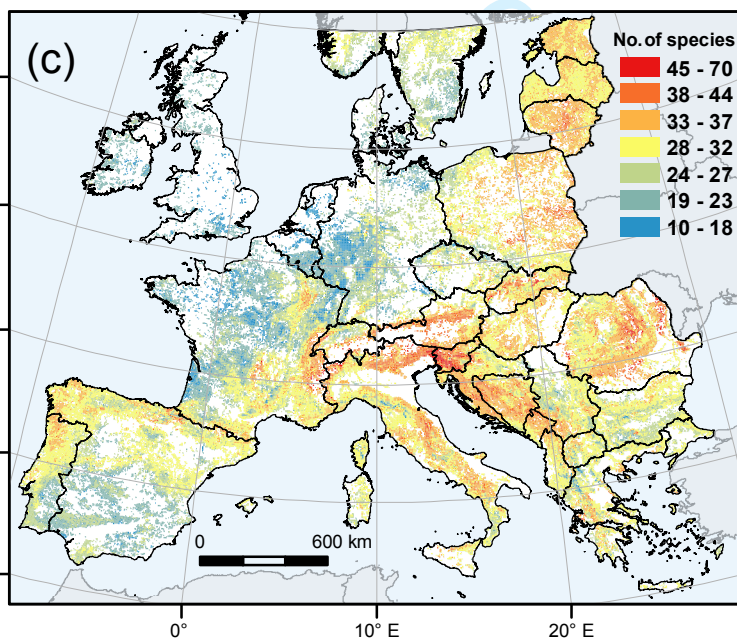 (c)
No. of species
45 - 70
38 - 44
33 - 37
28 - 32
24 - 27
19 - 23
10 - 18
0 600 km
0° 10° E 20° E